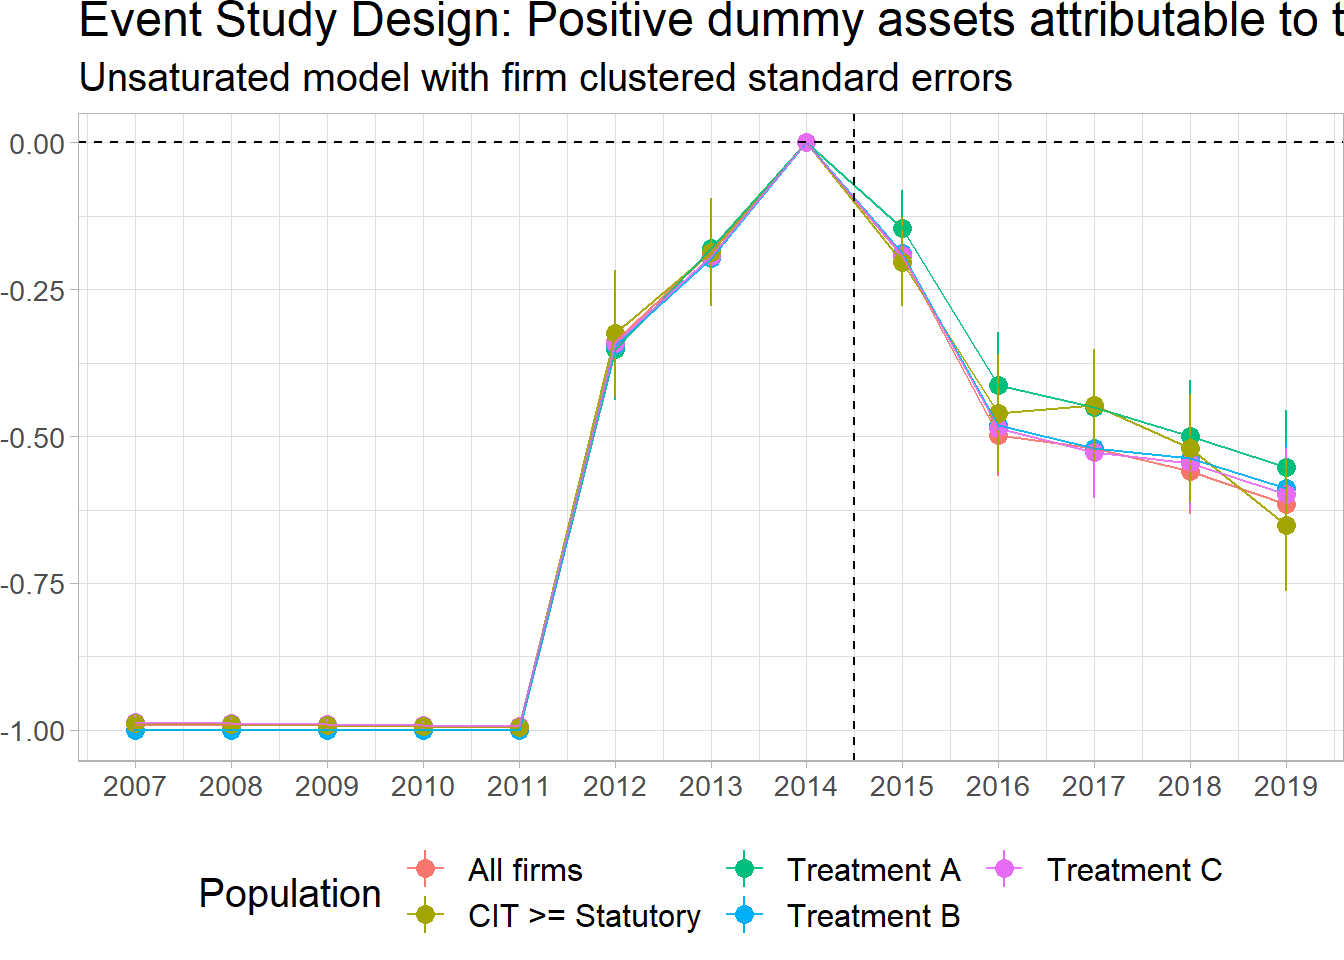 Event Study Design: Positive dummy assets attributable to t
Unsaturated model with firm clustered standard errors
0.00
-0.25
-0.50
-0.75
-1.00
2007 2008 2009 2010 2011 2012 2013 2014 2015 2016 2017 2018 2019
Population
All firms
CIT >= Statutory
Treatment A
Treatment B
Treatment C